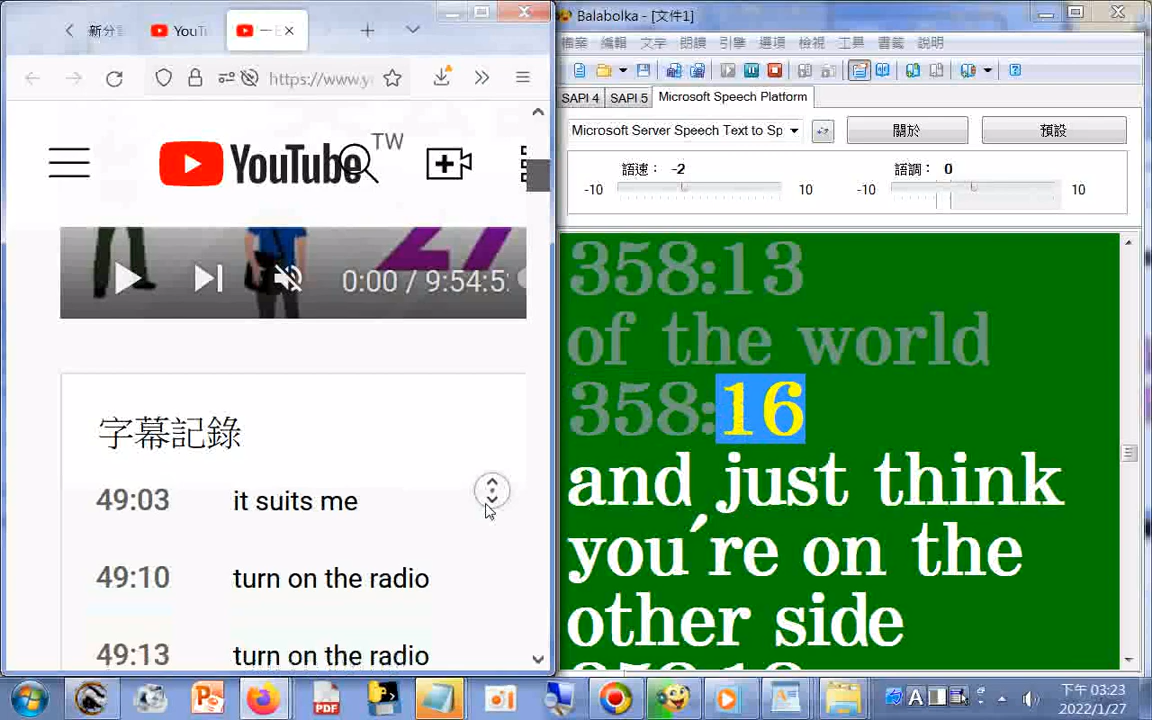 新分
YouT
一 E
https://www.y
TW
YouTube
27
0:00 / 9:54:5
字幕記錄
49:03 it suits me
49:10 turn on the radio
49:13 turn on the radio
Balabolka - [文件1]
檔案 編輯 文字 朗讀 引擎 選項 檢視 工具 書籤 說明
SAPI 4 SAPI 5 Microsoft Speech Platform
Microsoft Server Speech Text to Sp
關於
預設
語速： -2
語調： 0
-10 10 -10 10
358:13
of the world
358:16
and just think
you´re on the
other side
PDF
A
下午 03:23
2022/1/27